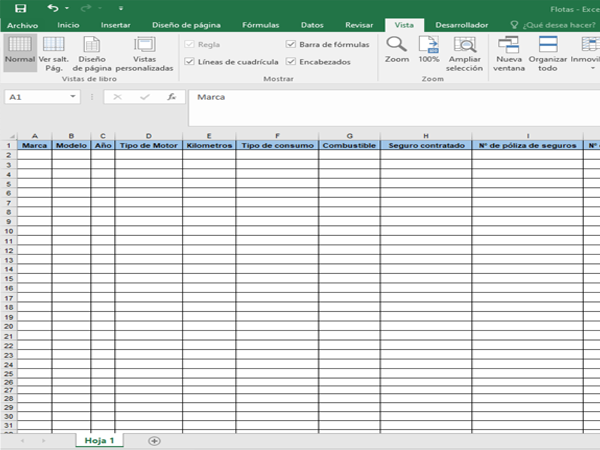 Flotas - Exce
Archivo Inicio Insertar Diseño de página Fórmulas Datos Revisar Vista Desarrollador ¿Qué desea hacer?
Normal Ver salt. Pág. Diseño de página Vistas personalizadas
Regla Barra de fórmulas
Líneas de cuadrícula Encabezados
Zoom 100% Ampliar selección
Nueva ventana Organizar todo Inmovili
Vistas de libro Mostrar Zoom
A1 fx Marca
A B C D E F G H I
1 Marca Modelo Año Tipo de Motor Kilometros Tipo de consumo Combustible Seguro contratado Nº de póliza de seguros Nº
2
3
4
5
6
7
8
9
10
11
12
13
14
15
16
17
18
19
20
21
22
23
24
25
26
27
28
29
30
31
Hoja 1